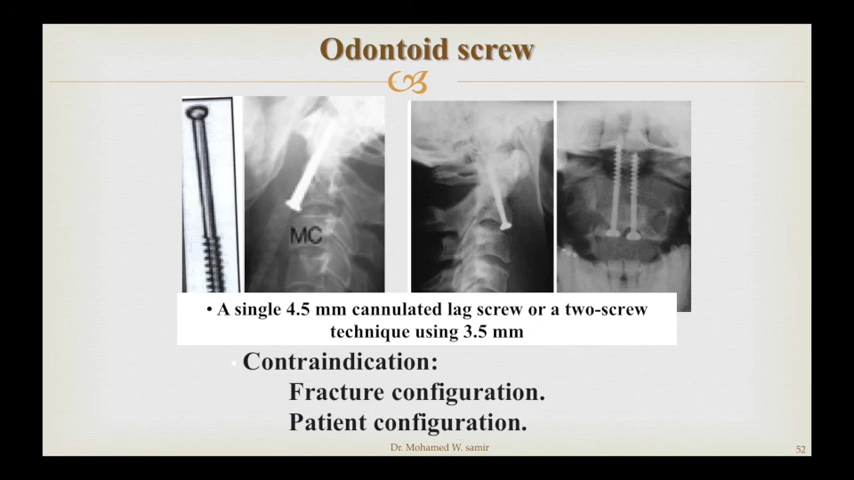 Odontoid screw
MC
• A single 4.5 mm cannulated lag screw or a two-screw
technique using 3.5 mm
Contraindication:
Fracture configuration.
Patient configuration.
Dr. Mohamed W. samir
52